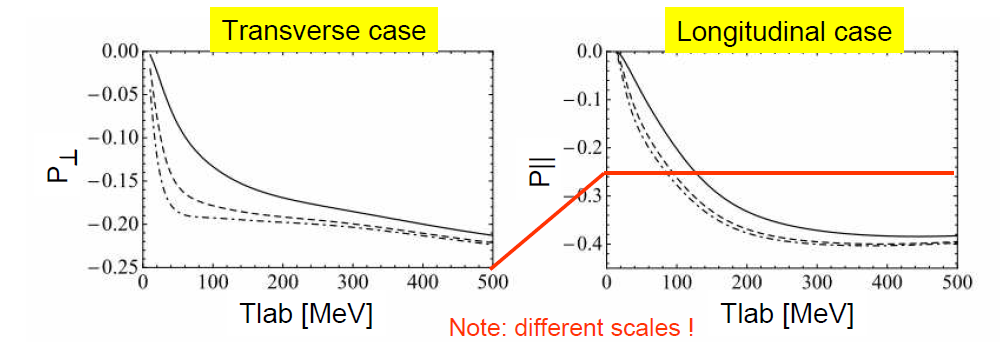 Transverse case
Longitudinal case
0.00
−0.05
−0.10
−0.15
−0.20
−0.25
P⊥
0 100 200 300 400 500
Tlab [MeV]
0.0
−0.1
−0.2
−0.3
−0.4
P||
0 100 200 300 400 500
Tlab [MeV]
Note: different scales !